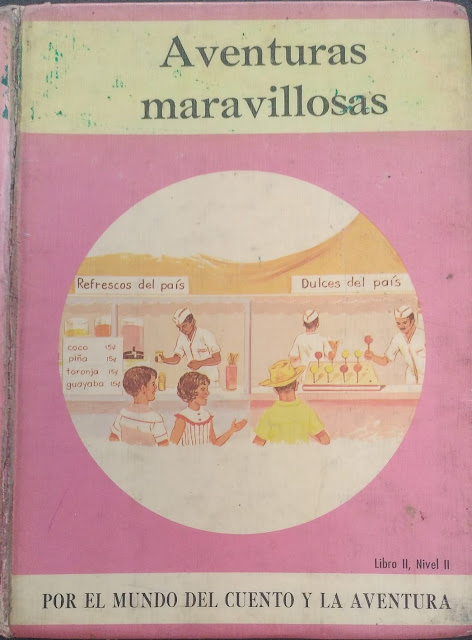 Aventuras
maravillosas
Refrescos del país
Dulces del país
coco 15¢
piña 15¢
toronja 15¢
guayaba 15¢
Libro II, Nivel II
POR EL MUNDO DEL CUENTO Y LA AVENTURA